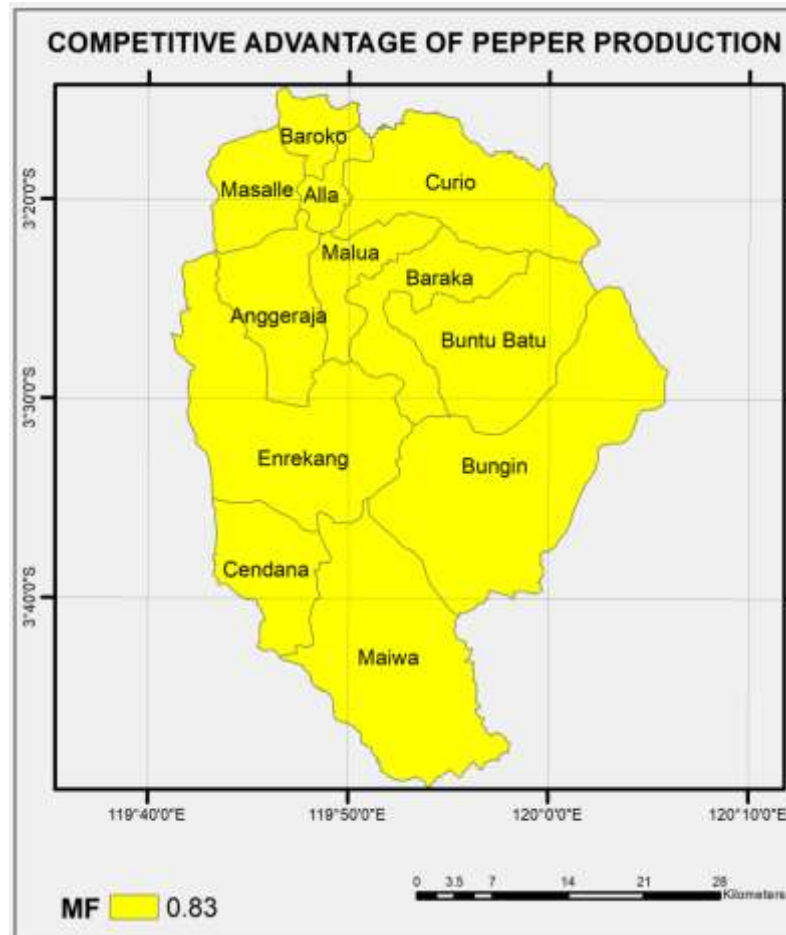 COMPETITIVE ADVANTAGE OF PEPPER PRODUCTION
Baroko
Masalle
Alla
Curio
3°20'0"S
Malua
Baraka
Anggeraja
Buntu Batu
3°30'0"S
Enrekang
Bungin
Cendana
3°40'0"S
Maiwa
119°40'0"E 119°50'0"E 120°0'0"E 120°10'0"E
0 3.5 7 14 21 28
Kilometers
MF 0.83